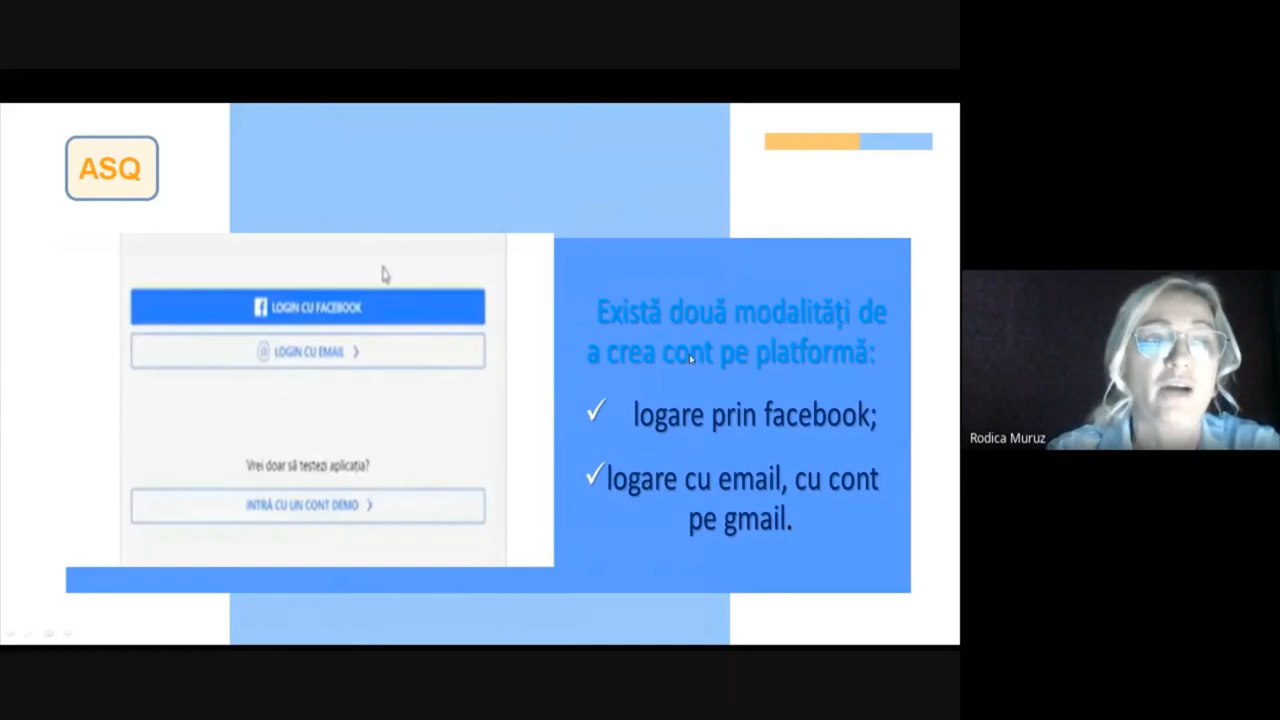 ASQ
LOGIN CU FACEBOOK
LOGIN CU EMAIL
Vrei doar să testezi aplicația?
INTRĂ CU UN CONT DEMO
Există două modalități de
a crea cont pe platformă:
logare prin facebook;
logare cu email, cu cont
pe gmail.
Rodica Muruz